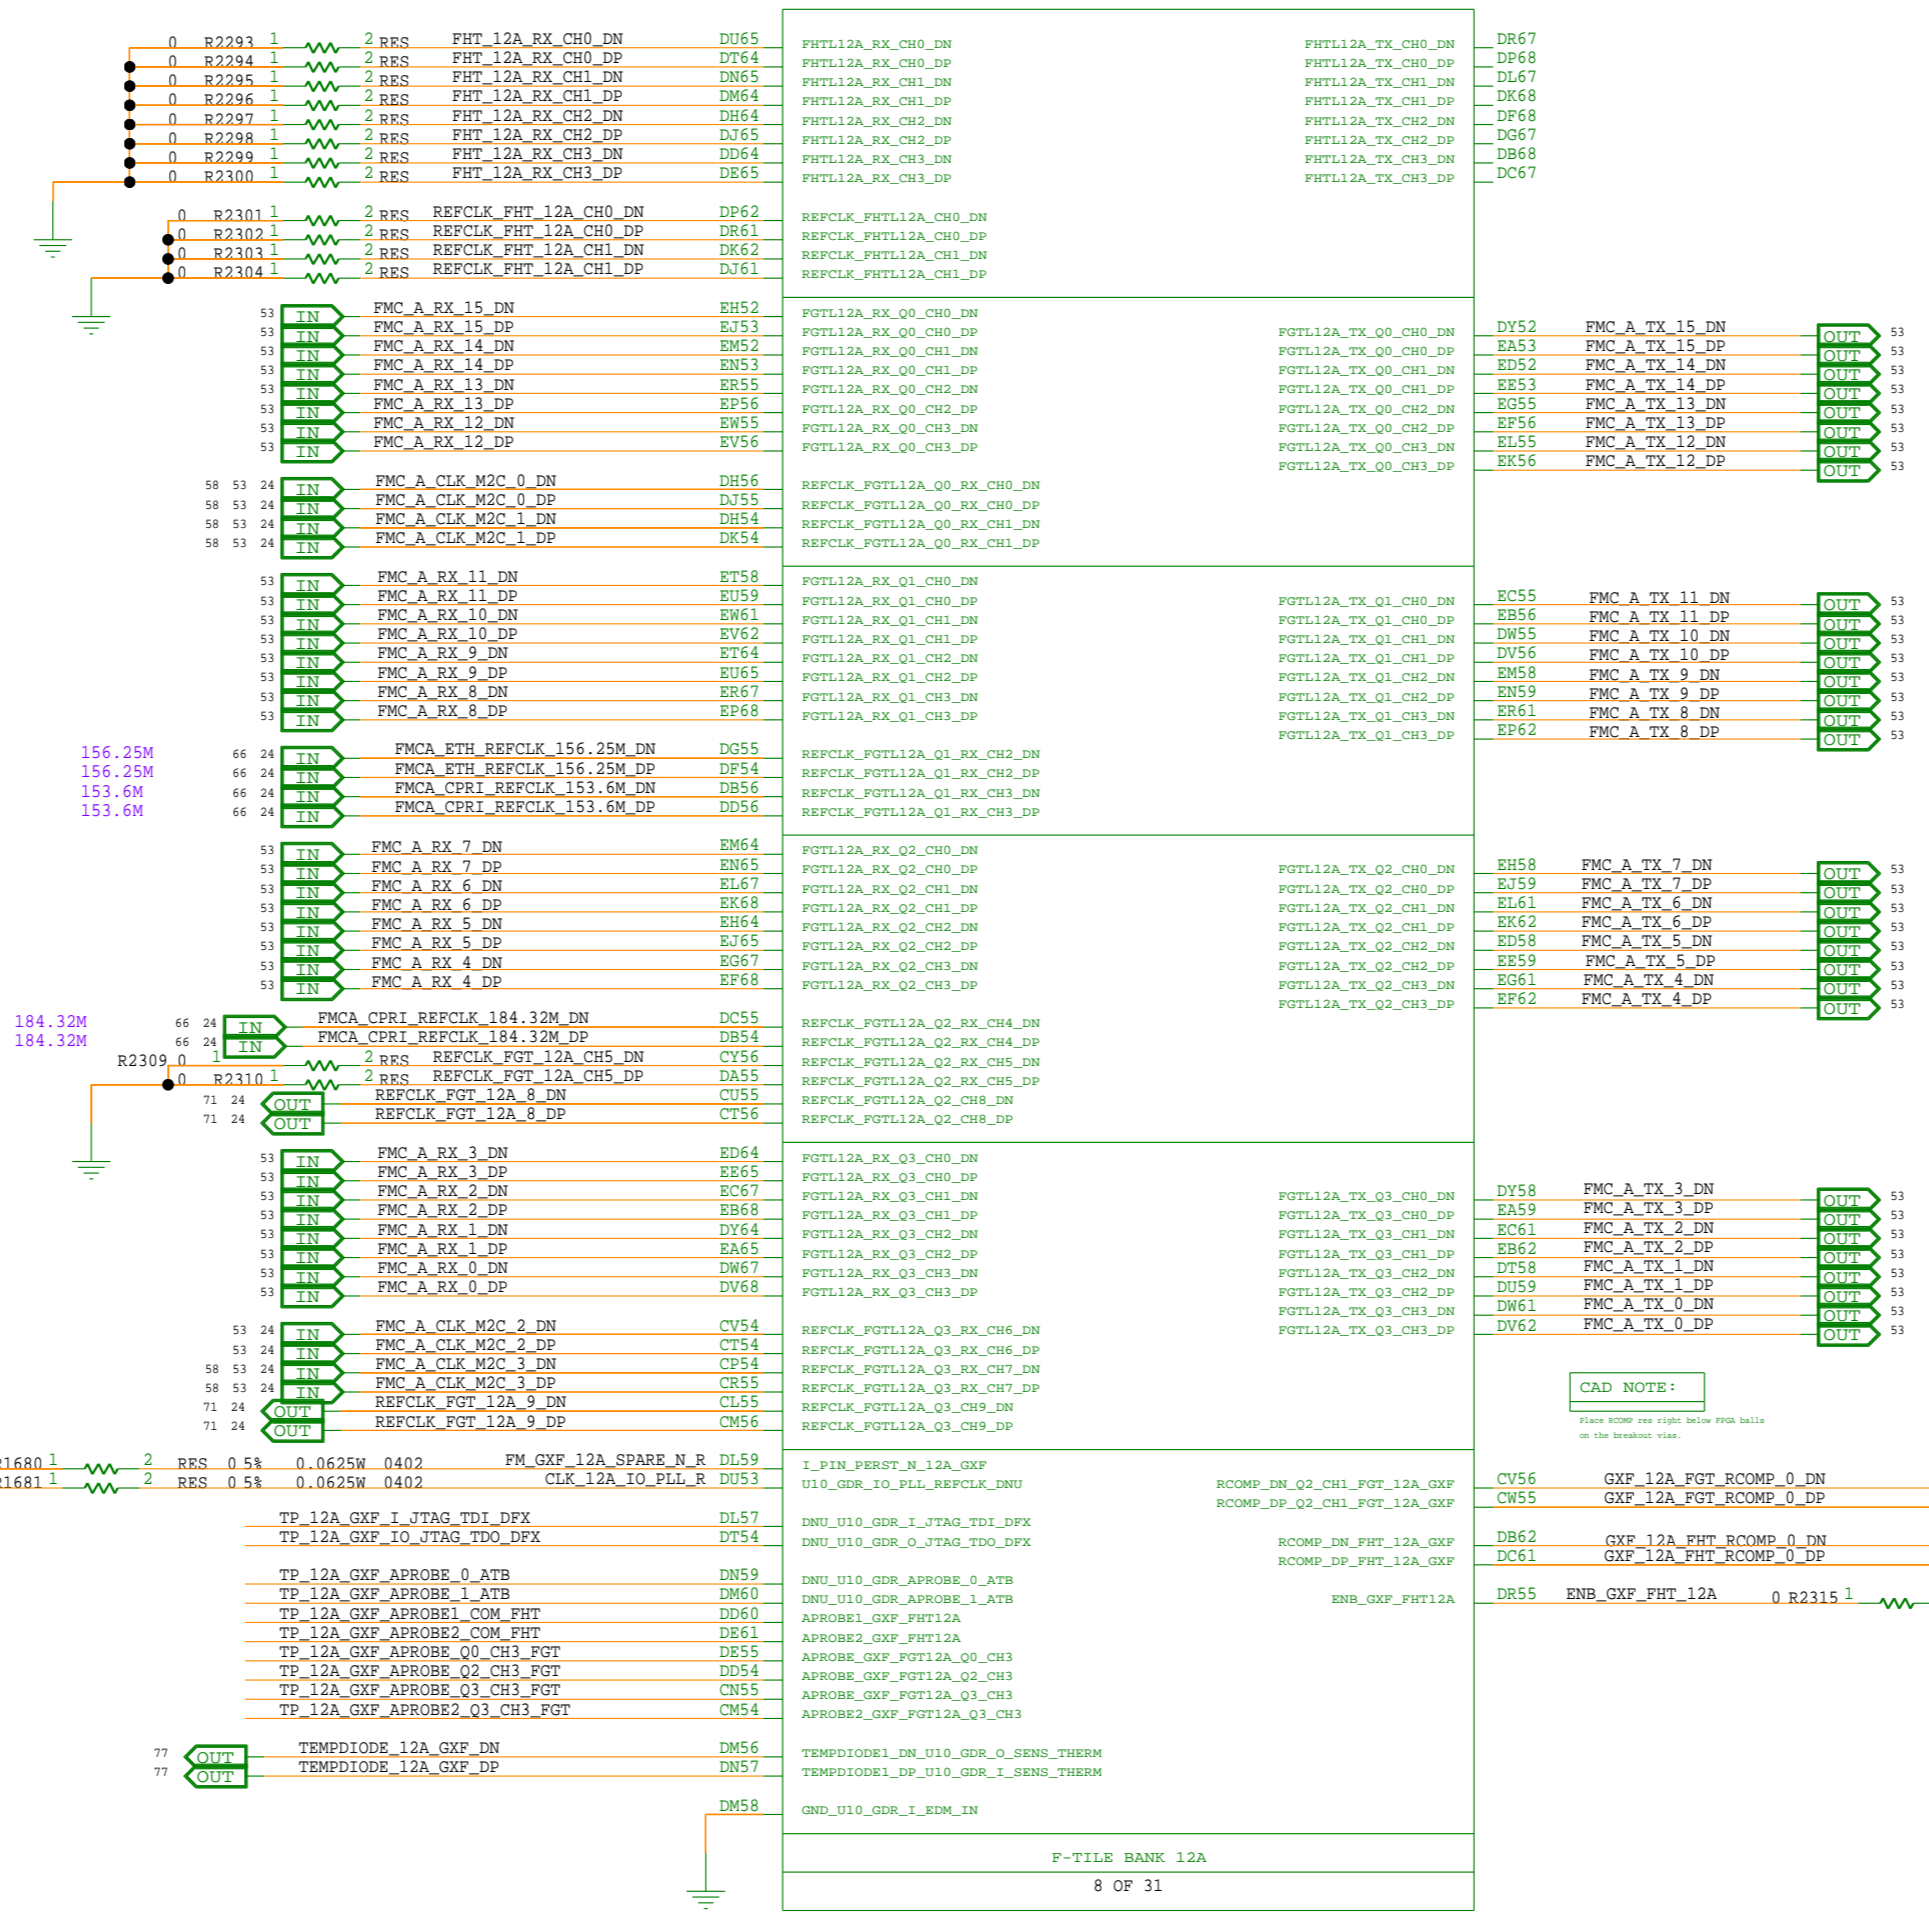 0 R2293 1 2 RES FHT_12A_RX_CH0_DN DU65 FHTL12A_RX_CH0_DN FHTL12A_TX_CH0_DN DR67
0 R2294 1 2 RES FHT_12A_RX_CH0_DP DT64 FHTL12A_RX_CH0_DP FHTL12A_TX_CH0_DP DP68
0 R2295 1 2 RES FHT_12A_RX_CH1_DN DN65 FHTL12A_RX_CH1_DN FHTL12A_TX_CH1_DN DL67
0 R2296 1 2 RES FHT_12A_RX_CH1_DP DM64 FHTL12A_RX_CH1_DP FHTL12A_TX_CH1_DP DK68
0 R2297 1 2 RES FHT_12A_RX_CH2_DN DH64 FHTL12A_RX_CH2_DN FHTL12A_TX_CH2_DN DF68
0 R2298 1 2 RES FHT_12A_RX_CH2_DP DJ65 FHTL12A_RX_CH2_DP FHTL12A_TX_CH2_DP DG67
0 R2299 1 2 RES FHT_12A_RX_CH3_DN DD64 FHTL12A_RX_CH3_DN FHTL12A_TX_CH3_DN DB68
0 R2300 1 2 RES FHT_12A_RX_CH3_DP DE65 FHTL12A_RX_CH3_DP FHTL12A_TX_CH3_DP DC67
0 R2301 1 2 RES REFCLK_FHT_12A_CH0_DN DP62 REFCLK_FHTL12A_CH0_DN
0 R2302 1 2 RES REFCLK_FHT_12A_CH0_DP DR61 REFCLK_FHTL12A_CH0_DP
0 R2303 1 2 RES REFCLK_FHT_12A_CH1_DN DK62 REFCLK_FHTL12A_CH1_DN
0 R2304 1 2 RES REFCLK_FHT_12A_CH1_DP DJ61 REFCLK_FHTL12A_CH1_DP
53 IN FMC_A_RX_15_DN EH52 FGTL12A_RX_Q0_CH0_DN
53 IN FMC_A_RX_15_DP EJ53 FGTL12A_RX_Q0_CH0_DP FGTL12A_TX_Q0_CH0_DN DY52 FMC_A_TX_15_DN OUT 53
53 IN FMC_A_RX_14_DN EM52 FGTL12A_RX_Q0_CH1_DN FGTL12A_TX_Q0_CH0_DP EA53 FMC_A_TX_15_DP OUT 53
53 IN FMC_A_RX_14_DP EN53 FGTL12A_RX_Q0_CH1_DP FGTL12A_TX_Q0_CH1_DN ED52 FMC_A_TX_14_DN OUT 53
53 IN FMC_A_RX_13_DN ER55 FGTL12A_RX_Q0_CH2_DN FGTL12A_TX_Q0_CH1_DP EE53 FMC_A_TX_14_DP OUT 53
53 IN FMC_A_RX_13_DP EP56 FGTL12A_RX_Q0_CH2_DP FGTL12A_TX_Q0_CH2_DN EG55 FMC_A_TX_13_DN OUT 53
53 IN FMC_A_RX_12_DN EW55 FGTL12A_RX_Q0_CH3_DN FGTL12A_TX_Q0_CH2_DP EF56 FMC_A_TX_13_DP OUT 53
53 IN FMC_A_RX_12_DP EV56 FGTL12A_RX_Q0_CH3_DP FGTL12A_TX_Q0_CH3_DN EL55 FMC_A_TX_12_DN OUT 53
FGTL12A_TX_Q0_CH3_DP EK56 FMC_A_TX_12_DP OUT 53
58 53 24 IN FMC_A_CLK_M2C_0_DN DH56 REFCLK_FGTL12A_Q0_RX_CH0_DN
58 53 24 IN FMC_A_CLK_M2C_0_DP DJ55 REFCLK_FGTL12A_Q0_RX_CH0_DP
58 53 24 IN FMC_A_CLK_M2C_1_DN DH54 REFCLK_FGTL12A_Q0_RX_CH1_DN
58 53 24 IN FMC_A_CLK_M2C_1_DP DK54 REFCLK_FGTL12A_Q0_RX_CH1_DP
53 IN FMC_A_RX_11_DN ET58 FGTL12A_RX_Q1_CH0_DN
53 IN FMC_A_RX_11_DP EU59 FGTL12A_RX_Q1_CH0_DP FGTL12A_TX_Q1_CH0_DN EC55 FMC_A_TX_11_DN OUT 53
53 IN FMC_A_RX_10_DN EW61 FGTL12A_RX_Q1_CH1_DN FGTL12A_TX_Q1_CH0_DP EB56 FMC_A_TX_11_DP OUT 53
53 IN FMC_A_RX_10_DP EV62 FGTL12A_RX_Q1_CH1_DP FGTL12A_TX_Q1_CH1_DN DW55 FMC_A_TX_10_DN OUT 53
53 IN FMC_A_RX_9_DN ET64 FGTL12A_RX_Q1_CH2_DN FGTL12A_TX_Q1_CH1_DP DV56 FMC_A_TX_10_DP OUT 53
53 IN FMC_A_RX_9_DP EU65 FGTL12A_RX_Q1_CH2_DP FGTL12A_TX_Q1_CH2_DN EM58 FMC_A_TX_9_DN OUT 53
53 IN FMC_A_RX_8_DN ER67 FGTL12A_RX_Q1_CH3_DN FGTL12A_TX_Q1_CH2_DP EN59 FMC_A_TX_9_DP OUT 53
53 IN FMC_A_RX_8_DP EP68 FGTL12A_RX_Q1_CH3_DP FGTL12A_TX_Q1_CH3_DN ER61 FMC_A_TX_8_DN OUT 53
FGTL12A_TX_Q1_CH3_DP EP62 FMC_A_TX_8_DP OUT 53
156.25M 66 24 IN FMCA_ETH_REFCLK_156.25M_DN DG55 REFCLK_FGTL12A_Q1_RX_CH2_DN
156.25M 66 24 IN FMCA_ETH_REFCLK_156.25M_DP DF54 REFCLK_FGTL12A_Q1_RX_CH2_DP
153.6M 66 24 IN FMCA_CPRI_REFCLK_153.6M_DN DB56 REFCLK_FGTL12A_Q1_RX_CH3_DN
153.6M 66 24 IN FMCA_CPRI_REFCLK_153.6M_DP DD56 REFCLK_FGTL12A_Q1_RX_CH3_DP
53 IN FMC_A_RX_7_DN EM64 FGTL12A_RX_Q2_CH0_DN
53 IN FMC_A_RX_7_DP EN65 FGTL12A_RX_Q2_CH0_DP FGTL12A_TX_Q2_CH0_DN EH58 FMC_A_TX_7_DN OUT 53
53 IN FMC_A_RX_6_DN EL67 FGTL12A_RX_Q2_CH1_DN FGTL12A_TX_Q2_CH0_DP EJ59 FMC_A_TX_7_DP OUT 53
53 IN FMC_A_RX_6_DP EK68 FGTL12A_RX_Q2_CH1_DP FGTL12A_TX_Q2_CH1_DN EL61 FMC_A_TX_6_DN OUT 53
53 IN FMC_A_RX_5_DN EH64 FGTL12A_RX_Q2_CH2_DN FGTL12A_TX_Q2_CH1_DP EK62 FMC_A_TX_6_DP OUT 53
53 IN FMC_A_RX_5_DP EJ65 FGTL12A_RX_Q2_CH2_DP FGTL12A_TX_Q2_CH2_DN ED58 FMC_A_TX_5_DN OUT 53
53 IN FMC_A_RX_4_DN EG67 FGTL12A_RX_Q2_CH3_DN FGTL12A_TX_Q2_CH2_DP EE59 FMC_A_TX_5_DP OUT 53
53 IN FMC_A_RX_4_DP EF68 FGTL12A_RX_Q2_CH3_DP FGTL12A_TX_Q2_CH3_DN EG61 FMC_A_TX_4_DN OUT 53
FGTL12A_TX_Q2_CH3_DP EF62 FMC_A_TX_4_DP OUT 53
184.32M 66 24 IN FMCA_CPRI_REFCLK_184.32M_DN DC55 REFCLK_FGTL12A_Q2_RX_CH4_DN
184.32M 66 24 IN FMCA_CPRI_REFCLK_184.32M_DP DB54 REFCLK_FGTL12A_Q2_RX_CH4_DP
R2309 0 1 2 RES REFCLK_FGT_12A_CH5_DN CY56 REFCLK_FGTL12A_Q2_RX_CH5_DN
0 R2310 1 2 RES REFCLK_FGT_12A_CH5_DP DA55 REFCLK_FGTL12A_Q2_RX_CH5_DP
71 24 OUT REFCLK_FGT_12A_8_DN CU55 REFCLK_FGTL12A_Q2_CH8_DN
71 24 OUT REFCLK_FGT_12A_8_DP CT56 REFCLK_FGTL12A_Q2_CH8_DP
53 IN FMC_A_RX_3_DN ED64 FGTL12A_RX_Q3_CH0_DN
53 IN FMC_A_RX_3_DP EE65 FGTL12A_RX_Q3_CH0_DP
53 IN FMC_A_RX_2_DN EC67 FGTL12A_RX_Q3_CH1_DN FGTL12A_TX_Q3_CH0_DN DY58 FMC_A_TX_3_DN OUT 53
53 IN FMC_A_RX_2_DP EB68 FGTL12A_RX_Q3_CH1_DP FGTL12A_TX_Q3_CH0_DP EA59 FMC_A_TX_3_DP OUT 53
53 IN FMC_A_RX_1_DN DY64 FGTL12A_RX_Q3_CH2_DN FGTL12A_TX_Q3_CH1_DN EC61 FMC_A_TX_2_DN OUT 53
53 IN FMC_A_RX_1_DP EA65 FGTL12A_RX_Q3_CH2_DP FGTL12A_TX_Q3_CH1_DP EB62 FMC_A_TX_2_DP OUT 53
53 IN FMC_A_RX_0_DN DW67 FGTL12A_RX_Q3_CH3_DN FGTL12A_TX_Q3_CH2_DN DT58 FMC_A_TX_1_DN OUT 53
53 IN FMC_A_RX_0_DP DV68 FGTL12A_RX_Q3_CH3_DP FGTL12A_TX_Q3_CH2_DP DU59 FMC_A_TX_1_DP OUT 53
FGTL12A_TX_Q3_CH3_DN DW61 FMC_A_TX_0_DN OUT 53
53 24 IN FMC_A_CLK_M2C_2_DN CV54 REFCLK_FGTL12A_Q3_RX_CH6_DN FGTL12A_TX_Q3_CH3_DP DV62 FMC_A_TX_0_DP OUT 53
53 24 IN FMC_A_CLK_M2C_2_DP CT54 REFCLK_FGTL12A_Q3_RX_CH6_DP
58 53 24 IN FMC_A_CLK_M2C_3_DN CP54 REFCLK_FGTL12A_Q3_RX_CH7_DN
58 53 24 IN FMC_A_CLK_M2C_3_DP CR55 REFCLK_FGTL12A_Q3_RX_CH7_DP
71 24 OUT REFCLK_FGT_12A_9_DN CL55 REFCLK_FGTL12A_Q3_CH9_DN
71 24 OUT REFCLK_FGT_12A_9_DP CM56 REFCLK_FGTL12A_Q3_CH9_DP
CAD NOTE:
Place RCOMP res right below FPGA balls
on the breakout vias.
R1680 1 2 RES 0 5% 0.0625W 0402 FM_GXF_12A_SPARE_N_R DL59 I_PIN_PERST_N_12A_GXF
R1681 1 2 RES 0 5% 0.0625W 0402 CLK_12A_IO_PLL_R DU53 U10_GDR_IO_PLL_REFCLK_DNU RCOMP_DN_Q2_CH1_FGT_12A_GXF CV56 GXF_12A_FGT_RCOMP_0_DN
RCOMP_DP_Q2_CH1_FGT_12A_GXF CW55 GXF_12A_FGT_RCOMP_0_DP
TP_12A_GXF_I_JTAG_TDI_DFX DL57 DNU_U10_GDR_I_JTAG_TDI_DFX
TP_12A_GXF_IO_JTAG_TDO_DFX DT54 DNU_U10_GDR_O_JTAG_TDO_DFX RCOMP_DN_FHT_12A_GXF DB62 GXF_12A_FHT_RCOMP_0_DN
RCOMP_DP_FHT_12A_GXF DC61 GXF_12A_FHT_RCOMP_0_DP
TP_12A_GXF_APROBE_0_ATB DN59 DNU_U10_GDR_APROBE_0_ATB
TP_12A_GXF_APROBE_1_ATB DM60 DNU_U10_GDR_APROBE_1_ATB ENB_GXF_FHT12A DR55 ENB_GXF_FHT_12A 0 R2315 1
TP_12A_GXF_APROBE1_COM_FHT DD60 APROBE1_GXF_FHT12A
TP_12A_GXF_APROBE2_COM_FHT DE61 APROBE2_GXF_FHT12A
TP_12A_GXF_APROBE_Q0_CH3_FGT DE55 APROBE_GXF_FGT12A_Q0_CH3
TP_12A_GXF_APROBE_Q2_CH3_FGT DD54 APROBE_GXF_FGT12A_Q2_CH3
TP_12A_GXF_APROBE_Q3_CH3_FGT CN55 APROBE_GXF_FGT12A_Q3_CH3
TP_12A_GXF_APROBE2_Q3_CH3_FGT CM54 APROBE2_GXF_FGT12A_Q3_CH3
77 OUT TEMPDIODE_12A_GXF_DN DM56 TEMPDIODE1_DN_U10_GDR_O_SENS_THERM
77 OUT TEMPDIODE_12A_GXF_DP DN57 TEMPDIODE1_DP_U10_GDR_I_SENS_THERM
DM58 GND_U10_GDR_I_EDM_IN
F-TILE BANK 12A
8 OF 31